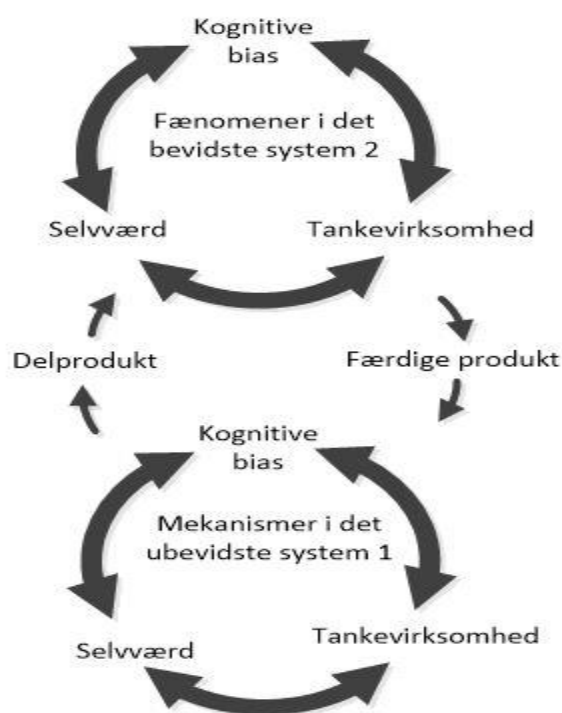 Kognitive
bias
Fænomener i det
bevidste system 2
Selvværd
Tankevirksomhed
Delprodukt
Færdige produkt
Kognitive
bias
Mekanismer i det
ubevidste system 1
Selvværd
Tankevirksomhed